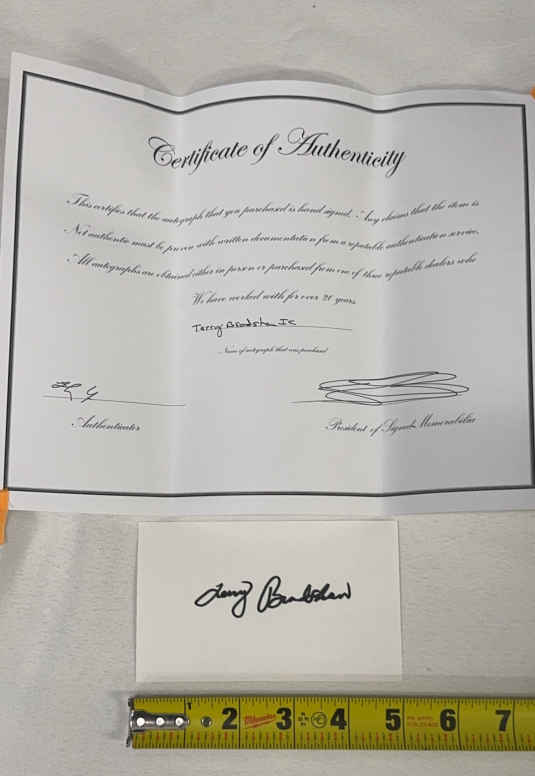 Certificate of Authenticity
This certifies that the autograph that you purchased is hand signed. Any claims that the item is
Not authentic must be proven with written documentation from a reputable authentication service.
All autographs are obtained either in person or purchased from one of three reputable dealers who
We have worked with for over 20 years
Terry Bradshaw IC
Name of autograph that was purchased
Authenticator
President of Signed Memorabilia
Terry Bradshaw
1 2 Milwaukee 3 4 5 6 7